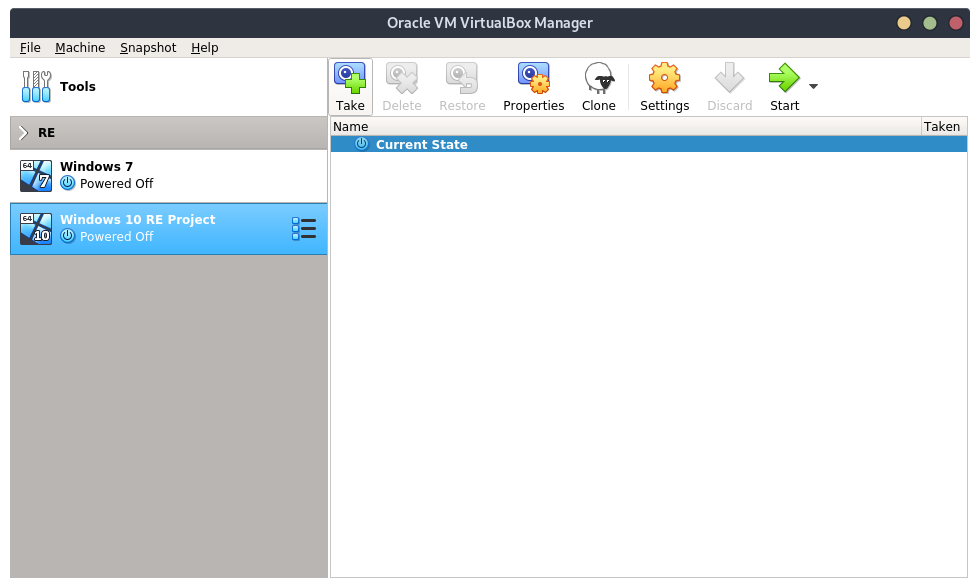 Oracle VM VirtualBox Manager
File Machine Snapshot Help
Tools
Take Delete Restore Properties Clone Settings Discard Start
RE
Name Taken
Current State
64 7
Windows 7
Powered Off
64 10
Windows 10 RE Project
Powered Off